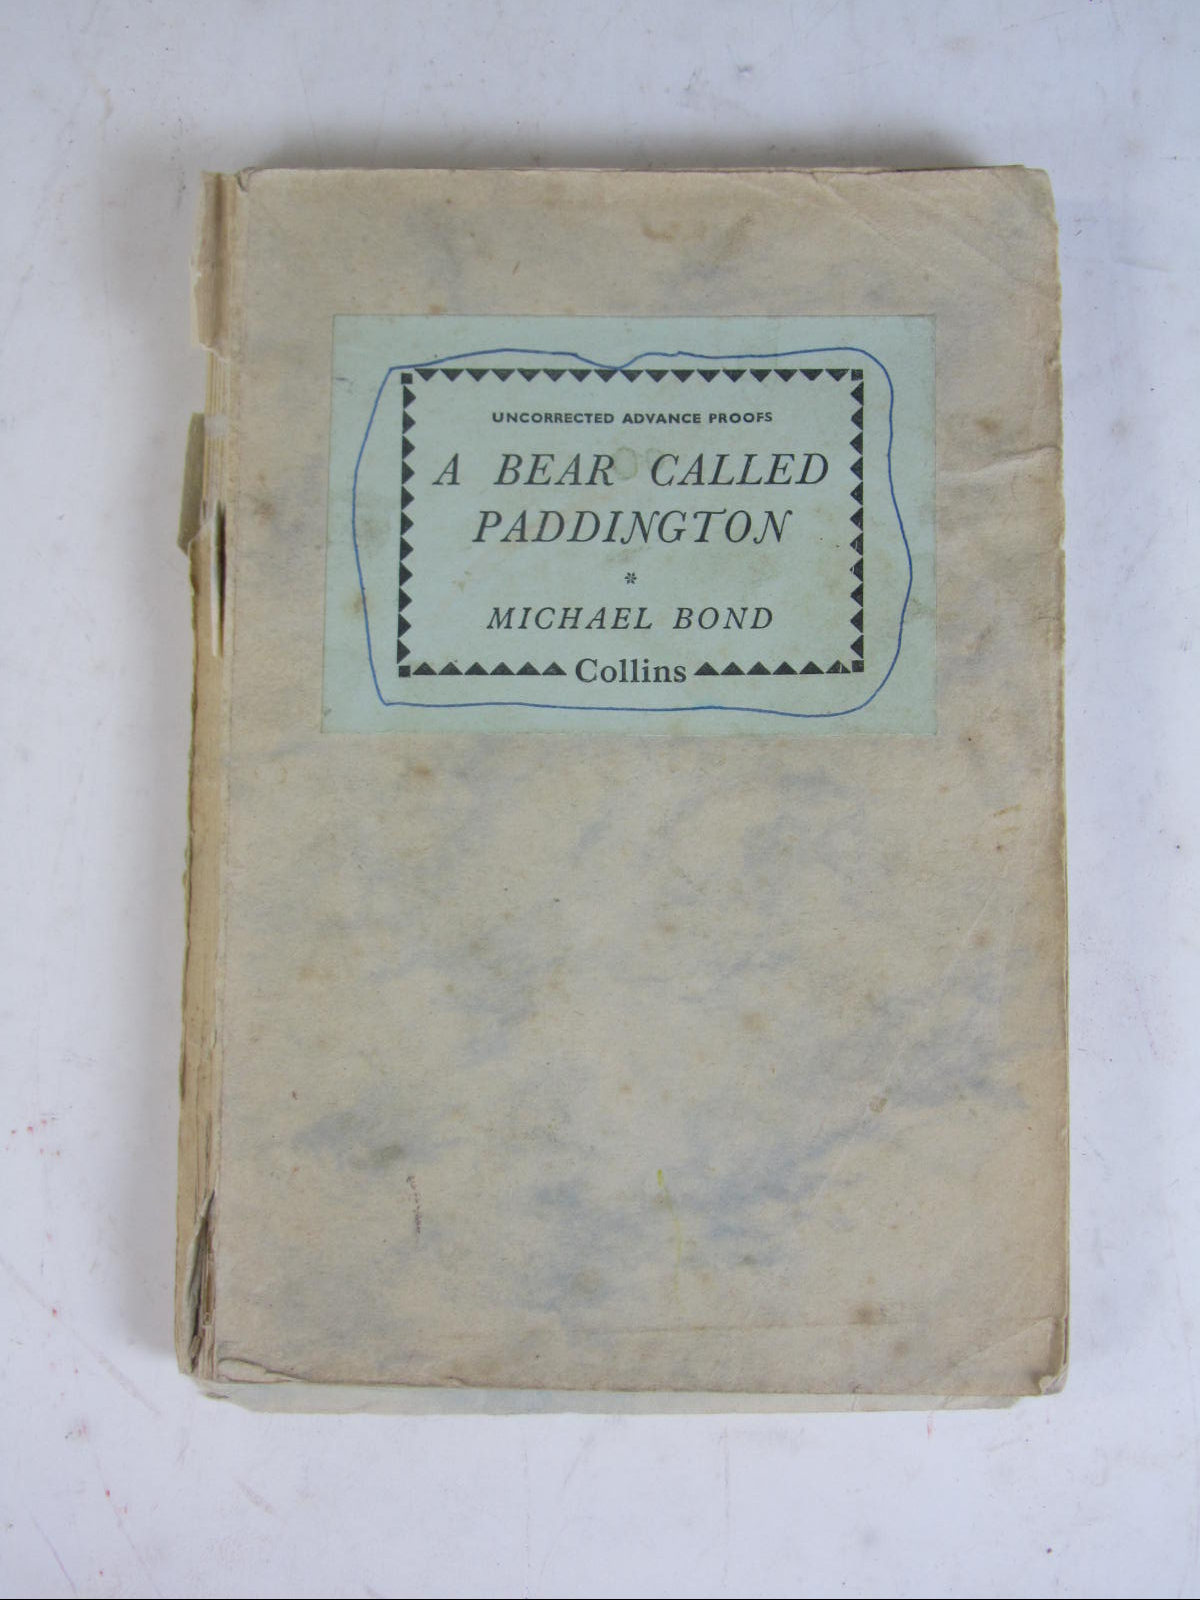 UNCORRECTED ADVANCE PROOFS
A BEAR CALLED
PADDINGTON
*
MICHAEL BOND
Collins